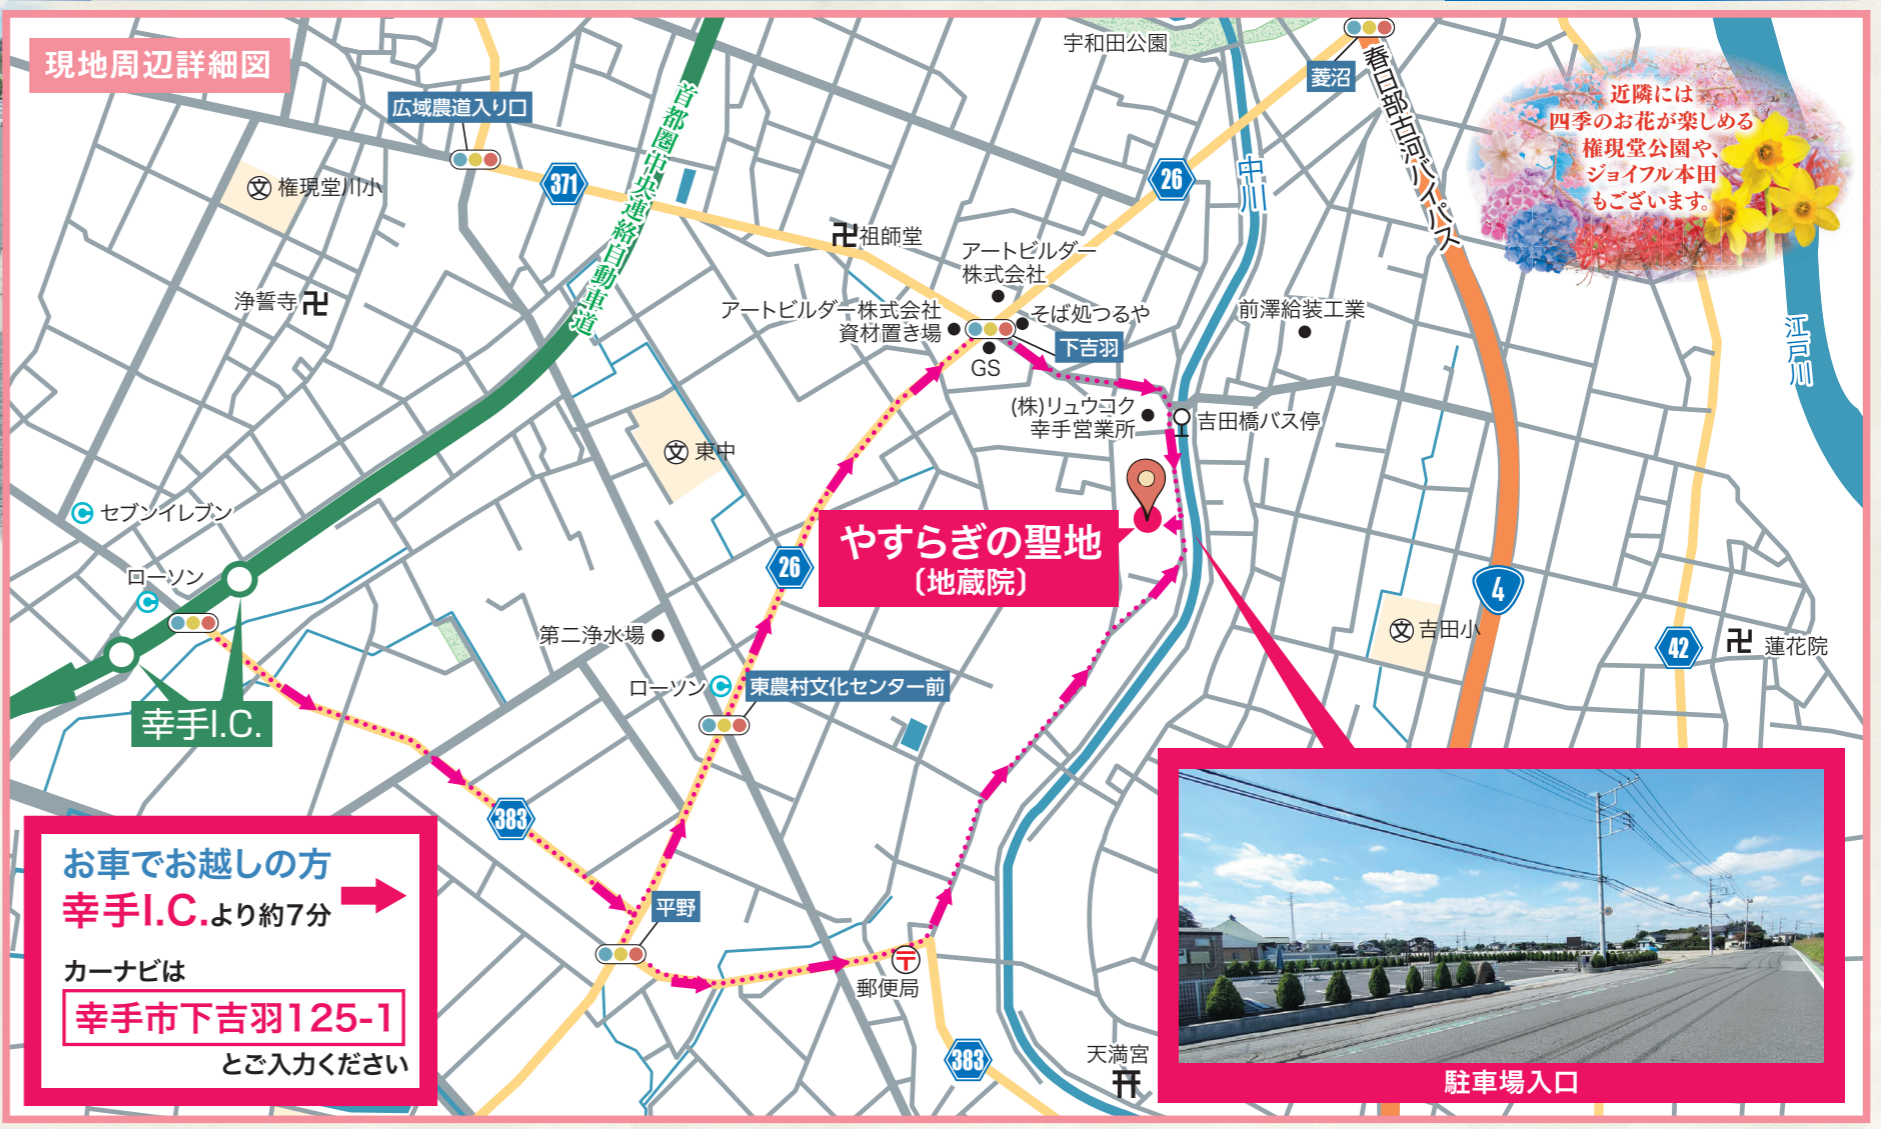 現地周辺詳細図
宇和田公園
菱沼
春日部古河バイパス
近隣には
四季のお花が楽しめる
権現堂公園や、
ジョイフル本田
もございます。
広域農道入り口
首都圏中央連絡自動車道
371
26
中川
文
権現堂川小
卍祖師堂
アートビルダー
株式会社
浄誓寺卍
アートビルダー株式会社
資材置き場
そば処つるや
前澤給装工業
下吉羽
GS
江戸川
(株)リュウコク
幸手営業所
吉田橋バス停
文
東中
セブンイレブン
やすらぎの聖地
〔地蔵院〕
26
ローソン
4
第二浄水場
文
吉田小
42
卍
蓮花院
ローソン
東農村文化センター前
幸手I.C.
383
お車でお越しの方
幸手I.C.より約7分
カーナビは
幸手市下吉羽125-1
とご入力ください
平野
〒
郵便局
383
天満宮
駐車場入口